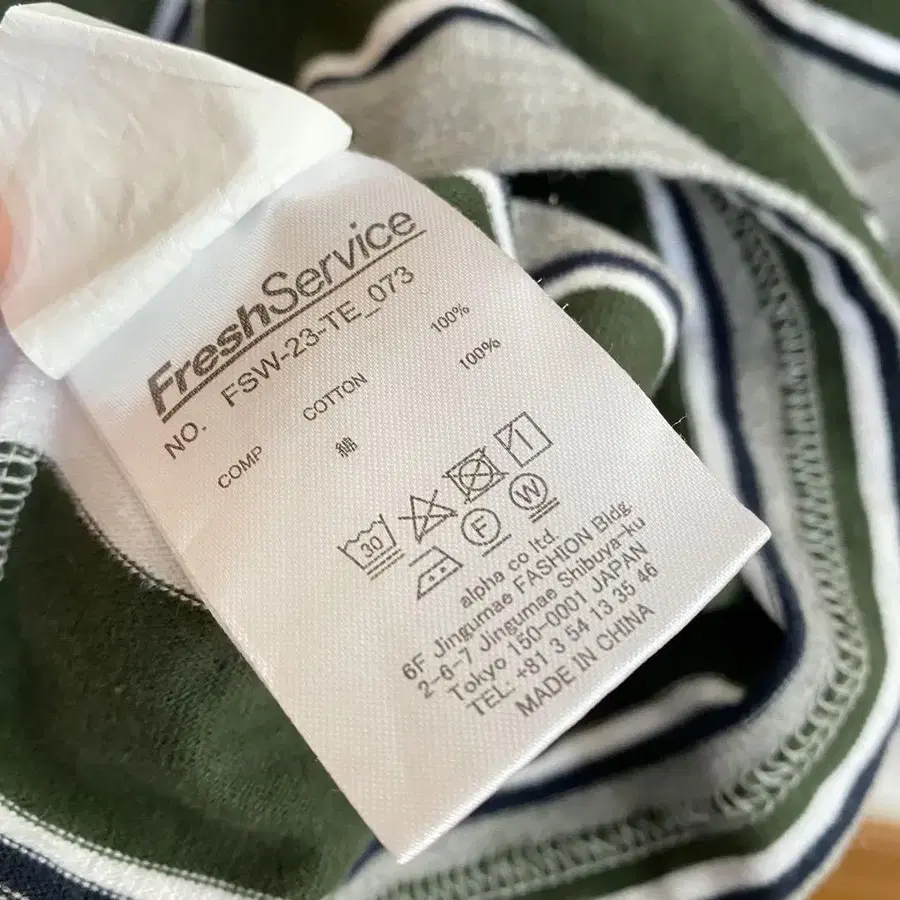 FreshService
NO. FSW-23-TE_073
COMP COTTON 100%
綿 100%
30
F W
alpha co ltd.
6F Jingumae FASHION Bldg.
2-6-7 Jingumae Shibuya-ku
Tokyo 150-0001 JAPAN
TEL: +81 3 54 13 35 46
MADE IN CHINA